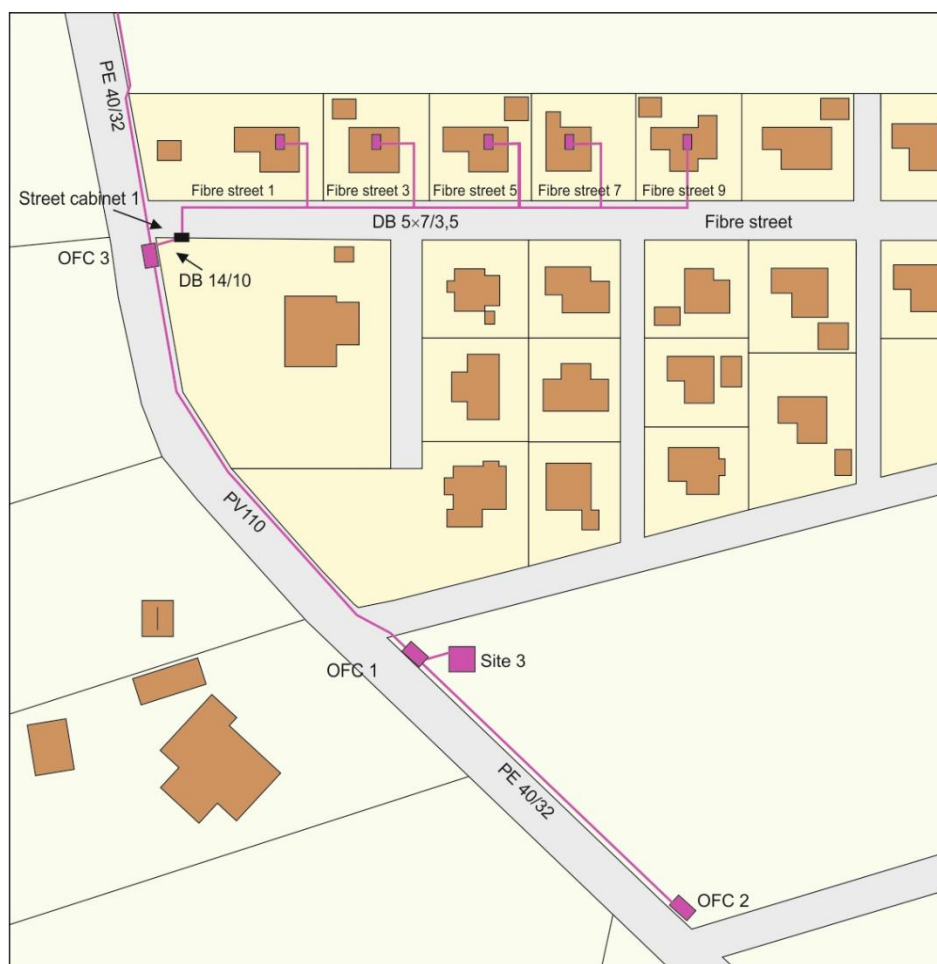 PE 40/32
Street cabinet 1
Fibre street 1
Fibre street 3
Fibre street 5
Fibre street 7
Fibre street 9
DB 5×7/3,5
Fibre street
OFC 3
DB 14/10
PV110
OFC 1
Site 3
PE 40/32
OFC 2